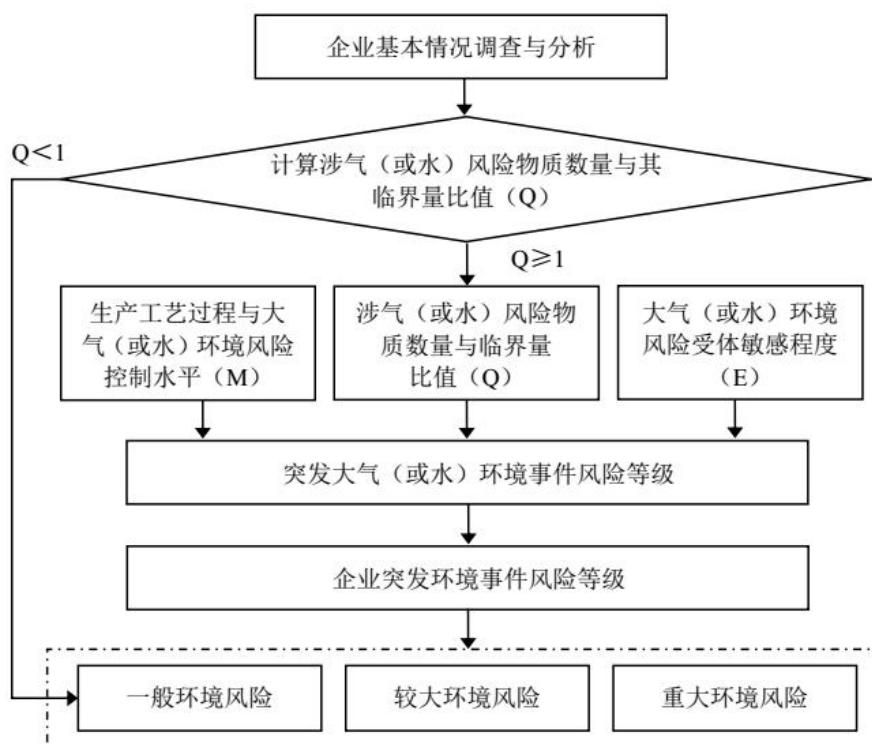 企业基本情况调查与分析
Q<1
计算涉气（或水）风险物质数量与其
临界量比值（Q）
Q≥1
生产工艺过程与大
气（或水）环境风险
控制水平（M）
涉气（或水）风险物
质数量与临界量
比值（Q）
大气（或水）环境
风险受体敏感程度
（E）
突发大气（或水）环境事件风险等级
企业突发环境事件风险等级
一般环境风险
较大环境风险
重大环境风险